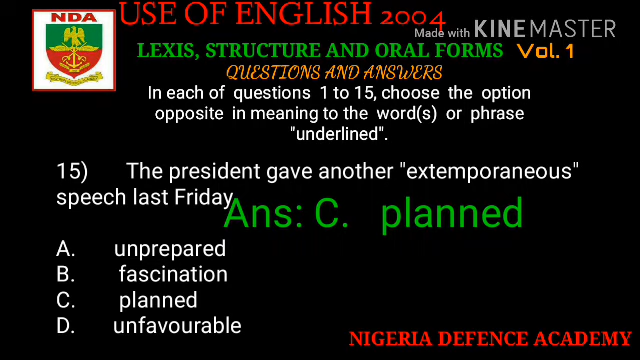 NDA
USE OF ENGLISH 2004
Made with KINEMASTER
LEXIS, STRUCTURE AND ORAL FORMS Vol. 1
QUESTIONS AND ANSWERS
In each of questions 1 to 15, choose the option
opposite in meaning to the word(s) or phrase
"underlined".
15) The president gave another "extemporaneous"
speech last Friday
Ans: C. planned
A. unprepared
B. fascination
C. planned
D. unfavourable
NIGERIA DEFENCE ACADEMY